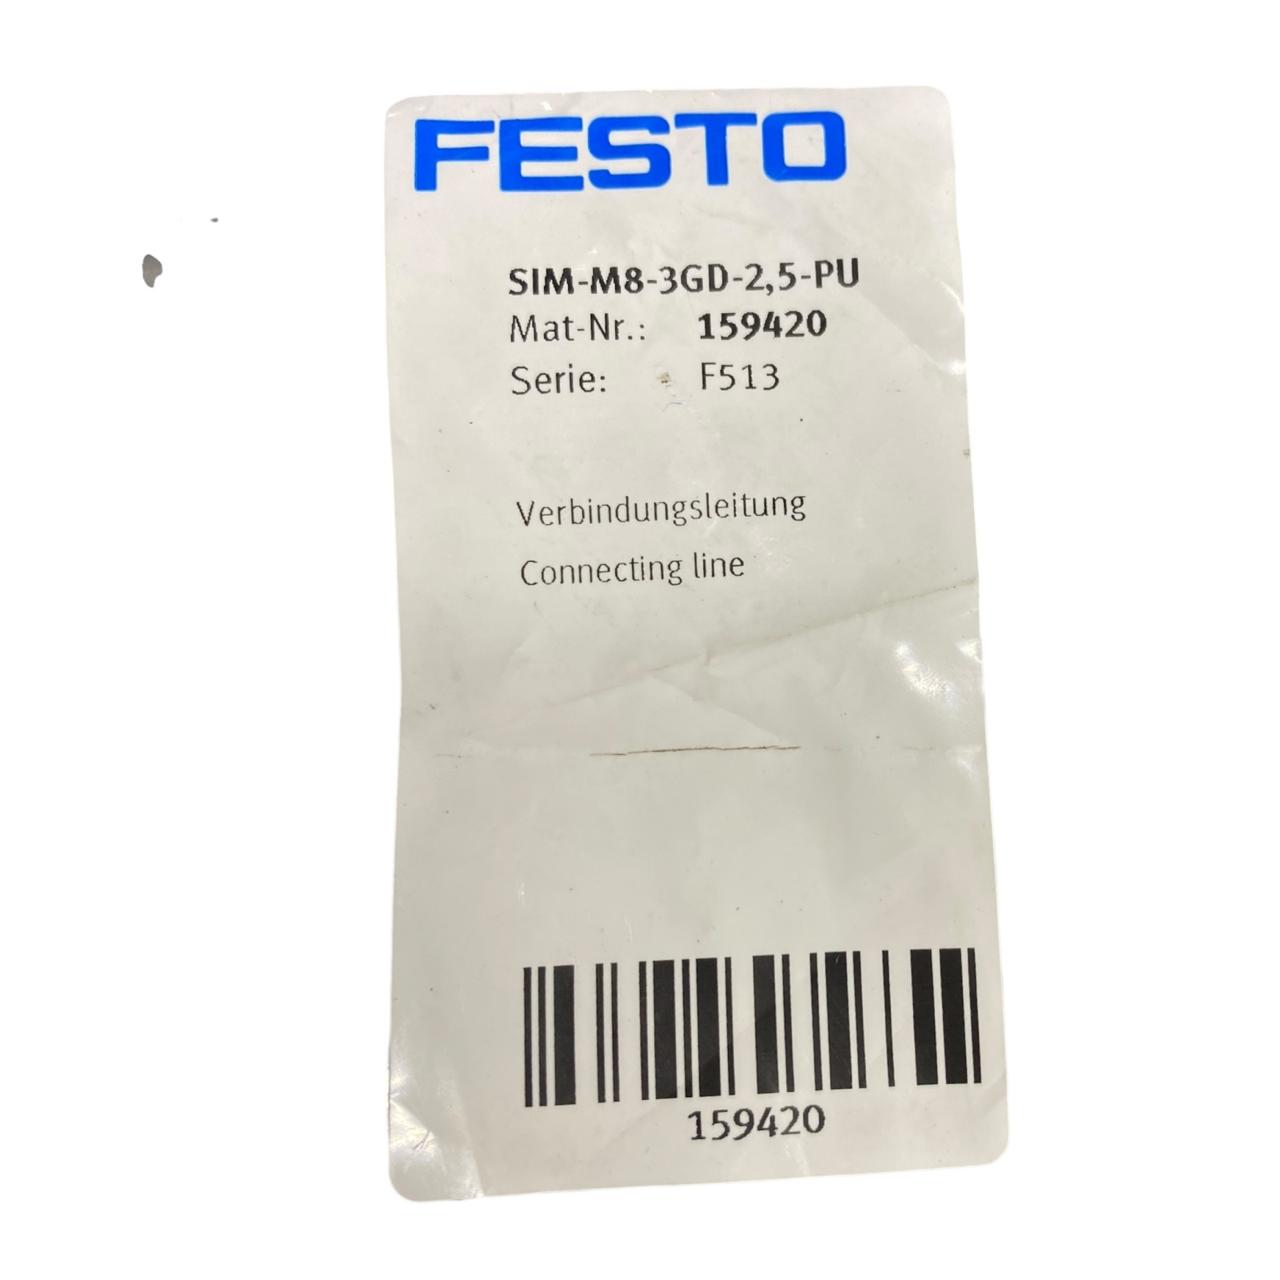 FESTO
SIM-M8-3GD-2,5-PU
Mat-Nr.: 159420
Serie: F513
Verbindungsleitung
Connecting line
159420